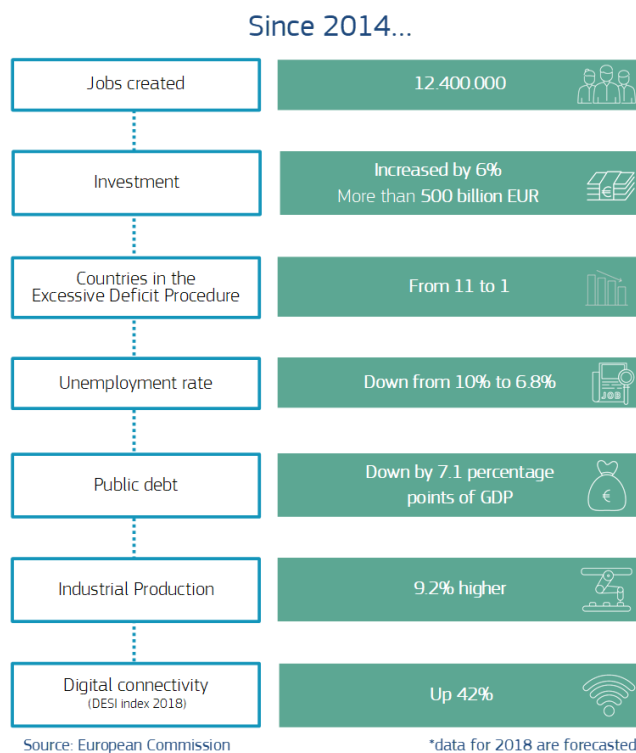 Since 2014...
Jobs created
12.400.000
Investment
Increased by 6%
More than 500 billion EUR
Countries in the
Excessive Deficit Procedure
From 11 to 1
Unemployment rate
Down from 10% to 6.8%
JOB
Public debt
Down by 7.1 percentage
points of GDP
Industrial Production
9.2% higher
Digital connectivity
(DESI index 2018)
Up 42%
Source: European Commission
*data for 2018 are forecasted